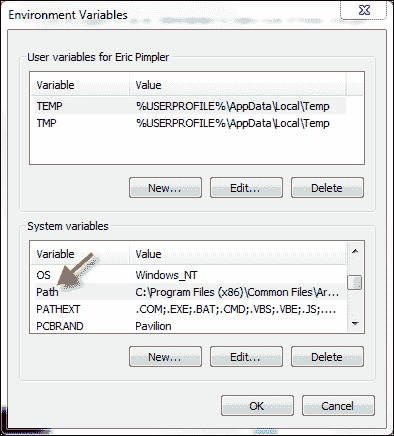 Environment Variables
User variables for Eric Pimpler
Variable Value
TEMP %USERPROFILE%\AppData\Local\Temp
TMP %USERPROFILE%\AppData\Local\Temp
New... Edit... Delete
System variables
Variable Value
OS Windows_NT
Path C:\Program Files (x86)\Common Files\Ar...
PATHEXT .COM;.EXE;.BAT;.CMD;.VBS;.VBE;.JS;....
PCBRAND Pavilion
New... Edit... Delete
OK Cancel